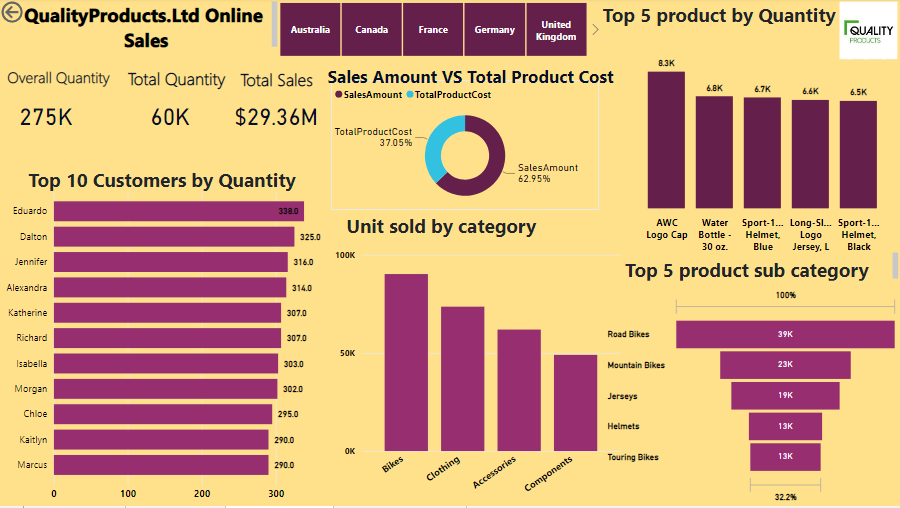 QualityProducts.Ltd Online
Sales
Australia
Canada
France
Germany
United
Kingdom
Top 5 product by Quantity
QUALITY
PRODUCTS
Overall Quantity
275K
Total Quantity
60K
Total Sales
$29.36M
Sales Amount VS Total Product Cost
SalesAmount TotalProductCost
TotalProductCost
37.05%
SalesAmount
62.95%
8.3K
6.8K
6.7K
6.6K
6.5K
AWC
Logo Cap
Water
Bottle -
30 oz.
Sport-1...
Helmet,
Blue
Long-Sl...
Logo
Jersey, L
Sport-1...
Helmet,
Black
Top 10 Customers by Quantity
Eduardo 338.0
Dalton 325.0
Jennifer 316.0
Alexandra 314.0
Katherine 307.0
Richard 307.0
Isabella 303.0
Morgan 302.0
Chloe 295.0
Kaitlyn 290.0
Marcus 290.0
0 100 200 300
Unit sold by category
100K
50K
0K
Bikes
Clothing
Accessories
Components
Top 5 product sub category
100%
Road Bikes 39K
Mountain Bikes 23K
Jerseys 19K
Helmets 13K
Touring Bikes 13K
32.2%